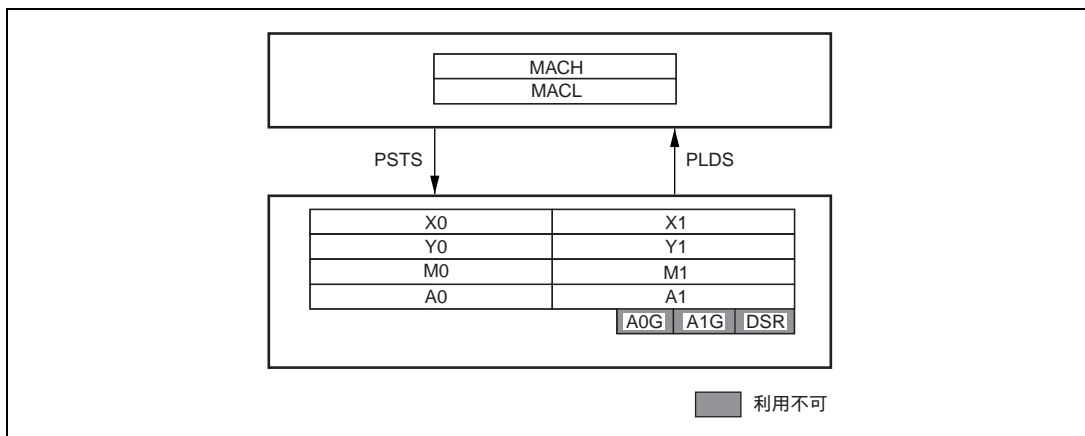 MACH
MACL
PSTS PLDS
X0 X1
Y0 Y1
M0 M1
A0 A1
A0G A1G DSR
利用不可